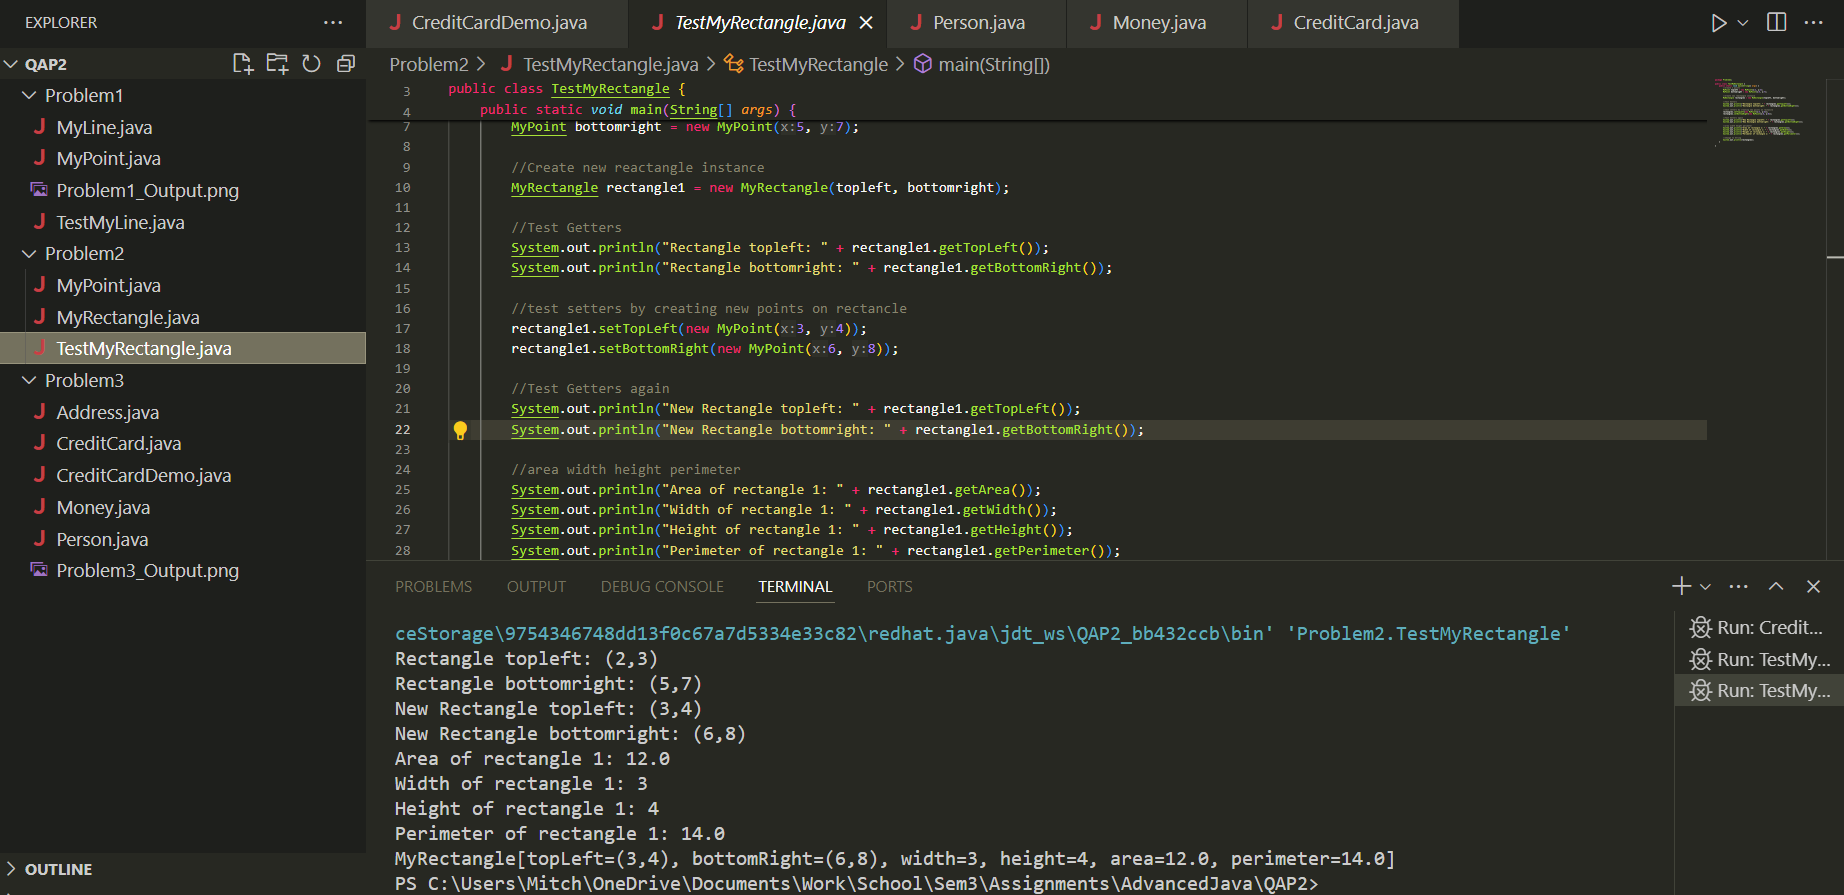 EXPLORER
QAP2
Problem1
MyLine.java
MyPoint.java
Problem1_Output.png
TestMyLine.java
Problem2
MyPoint.java
MyRectangle.java
TestMyRectangle.java
Problem3
Address.java
CreditCard.java
CreditCardDemo.java
Money.java
Person.java
Problem3_Output.png
OUTLINE
CreditCardDemo.java TestMyRectangle.java Person.java Money.java CreditCard.java
Problem2 > TestMyRectangle.java > TestMyRectangle > main(String[])
3 public class TestMyRectangle {
4 public static void main(String[] args) {
7 MyPoint bottomright = new MyPoint(x:5, y:7);
8
9 //Create new reactangle instance
10 MyRectangle rectangle1 = new MyRectangle(topleft, bottomright);
11
12 //Test Getters
13 System.out.println("Rectangle topleft: " + rectangle1.getTopLeft());
14 System.out.println("Rectangle bottomright: " + rectangle1.getBottomRight());
15
16 //test setters by creating new points on rectancle
17 rectangle1.setTopLeft(new MyPoint(x:3, y:4));
18 rectangle1.setBottomRight(new MyPoint(x:6, y:8));
19
20 //Test Getters again
21 System.out.println("New Rectangle topleft: " + rectangle1.getTopLeft());
22 System.out.println("New Rectangle bottomright: " + rectangle1.getBottomRight());
23
24 //area width height perimeter
25 System.out.println("Area of rectangle 1: " + rectangle1.getArea());
26 System.out.println("Width of rectangle 1: " + rectangle1.getWidth());
27 System.out.println("Height of rectangle 1: " + rectangle1.getHeight());
28 System.out.println("Perimeter of rectangle 1: " + rectangle1.getPerimeter());
PROBLEMS OUTPUT DEBUG CONSOLE TERMINAL PORTS
ceStorage\9754346748dd13f0c67a7d5334e33c82\redhat.java\jdt_ws\QAP2_bb432ccb\bin' 'Problem2.TestMyRectangle'
Rectangle topleft: (2,3)
Rectangle bottomright: (5,7)
New Rectangle topleft: (3,4)
New Rectangle bottomright: (6,8)
Area of rectangle 1: 12.0
Width of rectangle 1: 3
Height of rectangle 1: 4
Perimeter of rectangle 1: 14.0
MyRectangle[topLeft=(3,4), bottomRight=(6,8), width=3, height=4, area=12.0, perimeter=14.0]
PS C:\Users\Mitch\OneDrive\Documents\Work\School\Sem3\Assignments\AdvancedJava\QAP2>
Run: Credit...
Run: TestMy...
Run: TestMy...